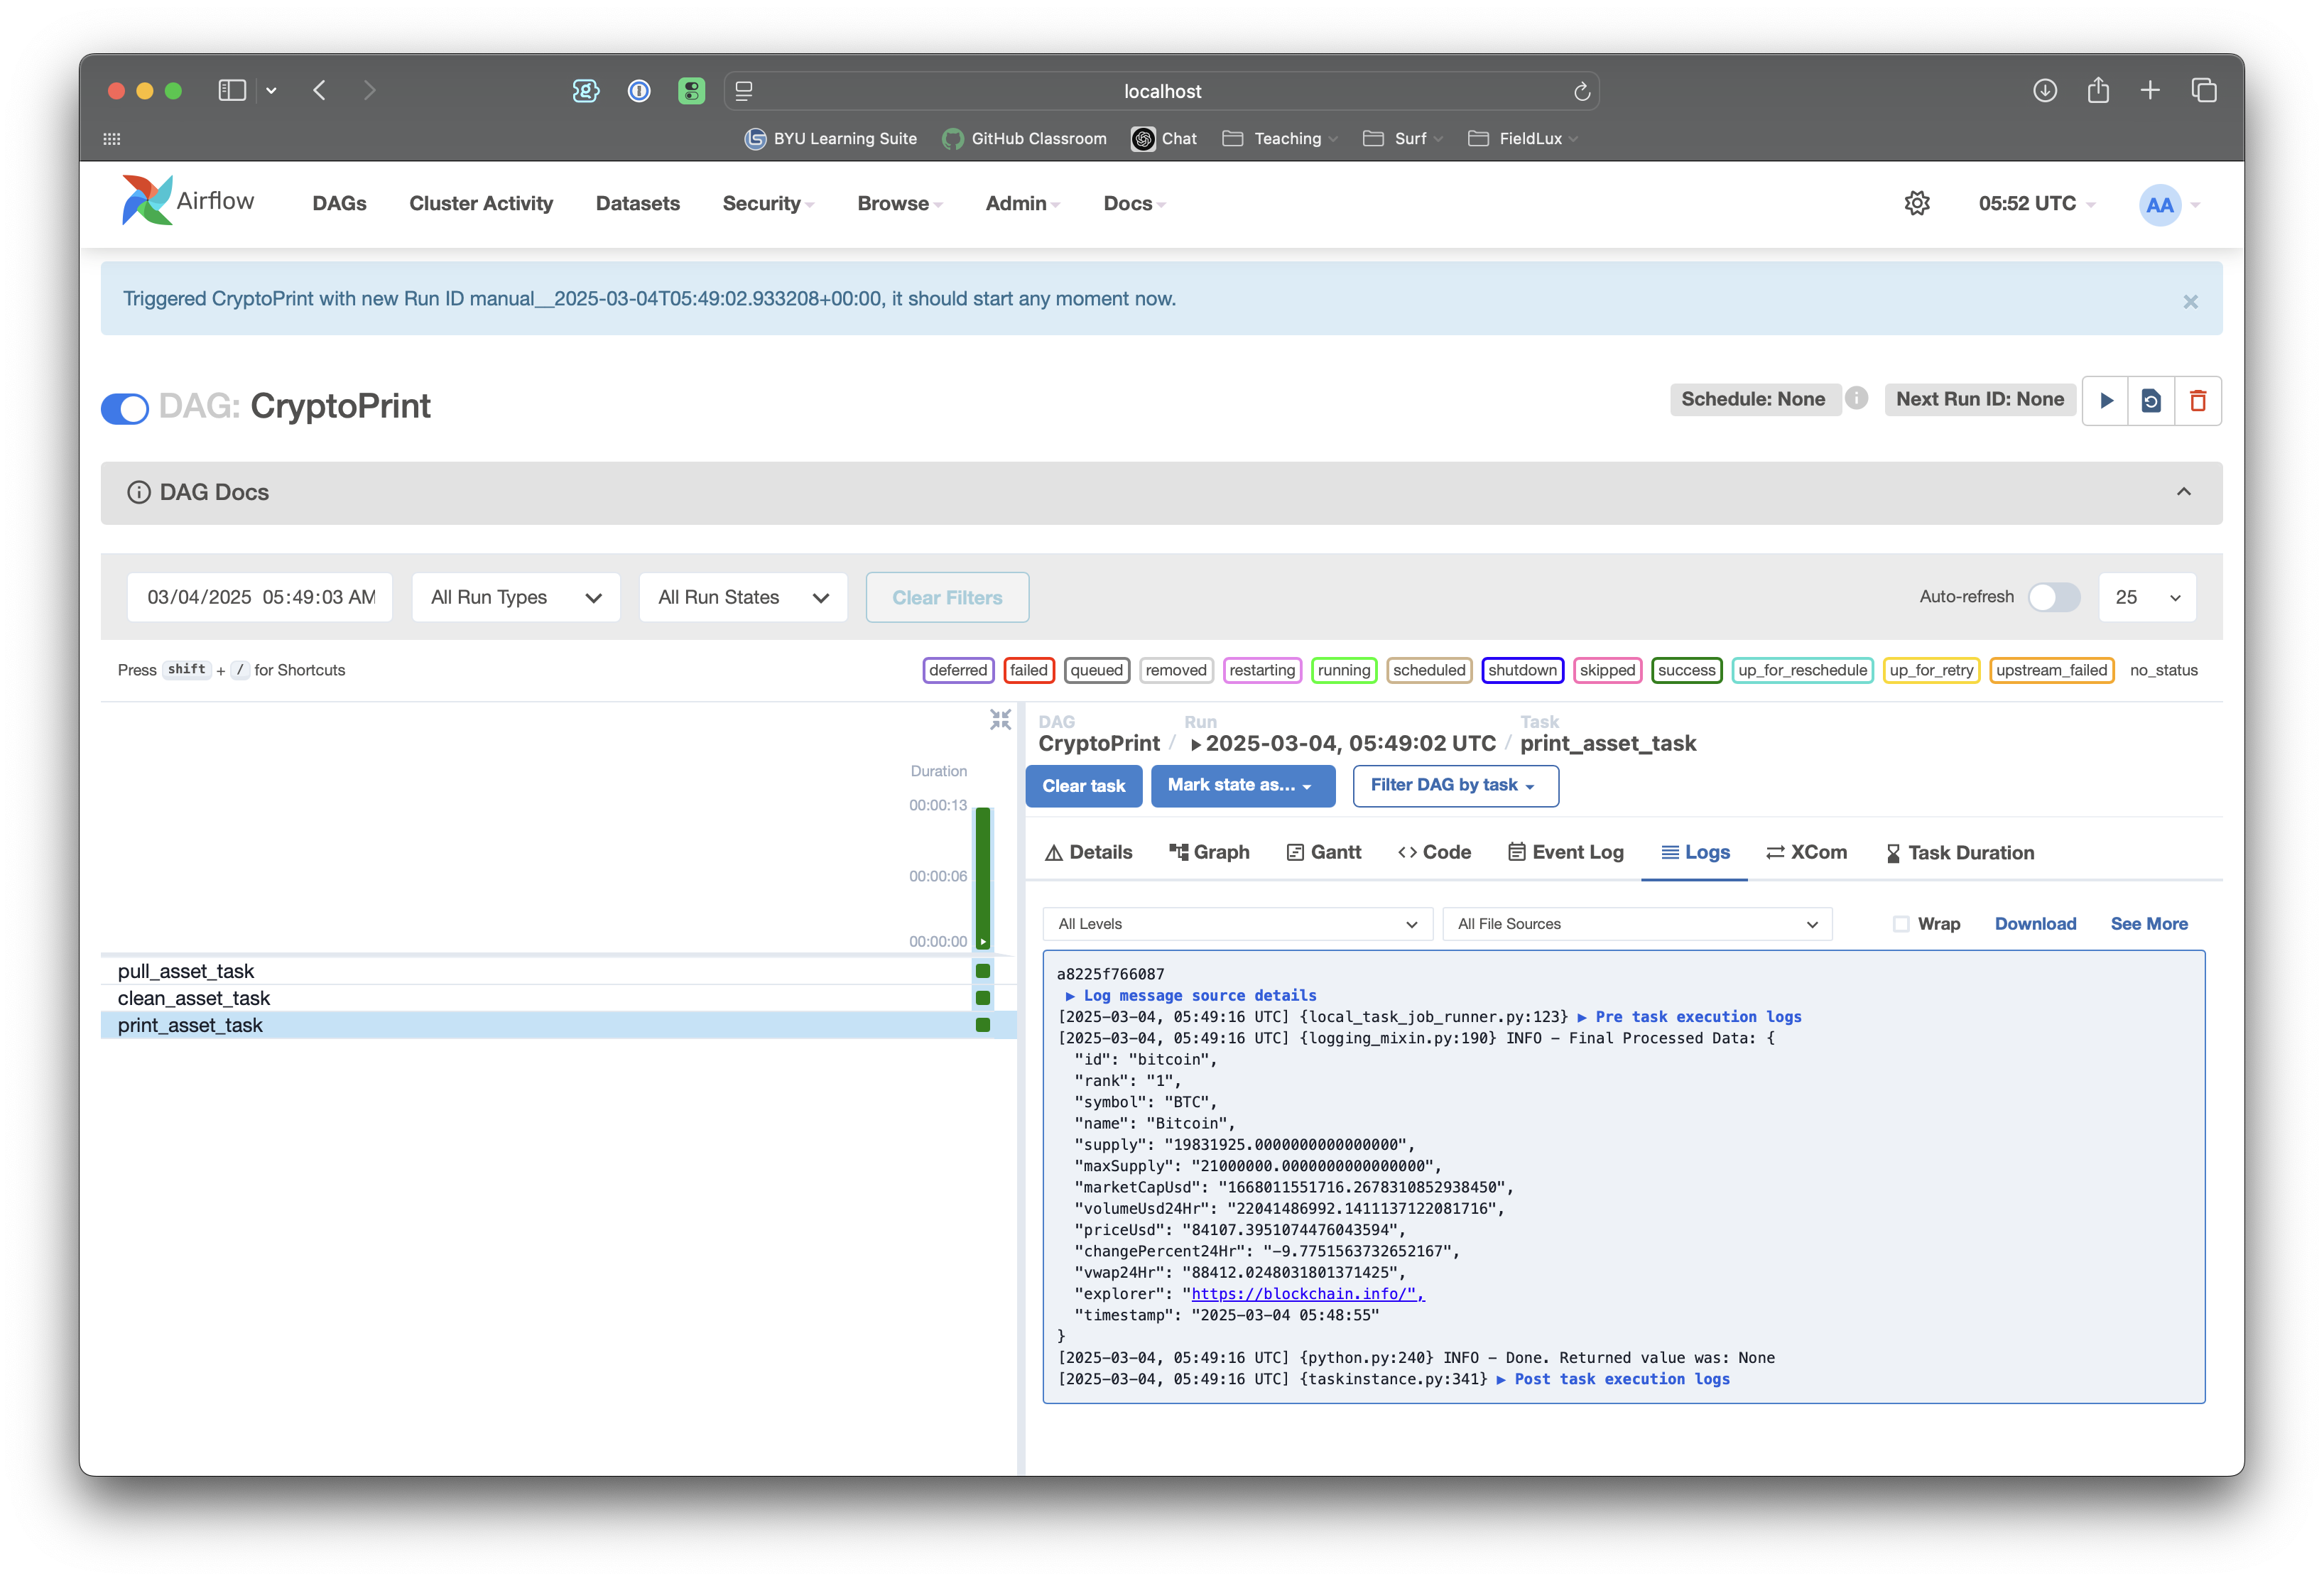 localhost
BYU Learning Suite GitHub Classroom Chat Teaching Surf FieldLux
Airflow DAGs Cluster Activity Datasets Security Browse Admin Docs 05:52 UTC AA
Triggered CryptoPrint with new Run ID manual__2025-03-04T05:49:02.933208+00:00, it should start any moment now. ×
DAG: CryptoPrint Schedule: None i Next Run ID: None
DAG Docs
03/04/2025 05:49:03 AM All Run Types All Run States Clear Filters Auto-refresh 25
Press shift + / for Shortcuts deferred failed queued removed restarting running scheduled shutdown skipped success up_for_reschedule up_for_retry upstream_failed no_status
Duration
00:00:13
00:00:06
00:00:00
pull_asset_task
clean_asset_task
print_asset_task
DAG Run Task
CryptoPrint / 2025-03-04, 05:49:02 UTC / print_asset_task
Clear task Mark state as... Filter DAG by task
Details Graph Gantt Code Event Log Logs XCom Task Duration
All Levels All File Sources Wrap Download See More
a8225f766087
▶ Log message source details
[2025-03-04, 05:49:16 UTC] {local_task_job_runner.py:123} ▶ Pre task execution logs
[2025-03-04, 05:49:16 UTC] {logging_mixin.py:190} INFO - Final Processed Data: {
"id": "bitcoin",
"rank": "1",
"symbol": "BTC",
"name": "Bitcoin",
"supply": "19831925.0000000000000000",
"maxSupply": "21000000.0000000000000000",
"marketCapUsd": "1668011551716.2678310852938450",
"volumeUsd24Hr": "22041486992.1411137122081716",
"priceUsd": "84107.3951074476043594",
"changePercent24Hr": "-9.7751563732652167",
"vwap24Hr": "88412.0248031801371425",
"explorer": "https://blockchain.info/",
"timestamp": "2025-03-04 05:48:55"
}
[2025-03-04, 05:49:16 UTC] {python.py:240} INFO - Done. Returned value was: None
[2025-03-04, 05:49:16 UTC] {taskinstance.py:341} ▶ Post task execution logs